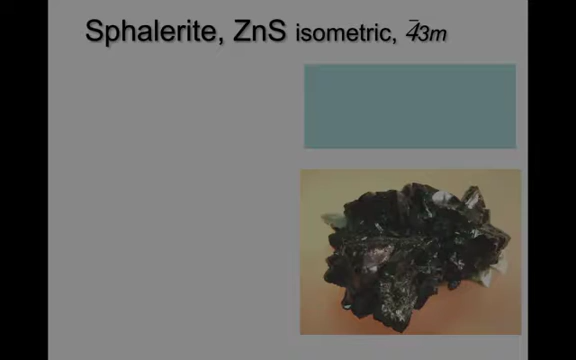 Sphalerite, ZnS isometric, 4̄3m